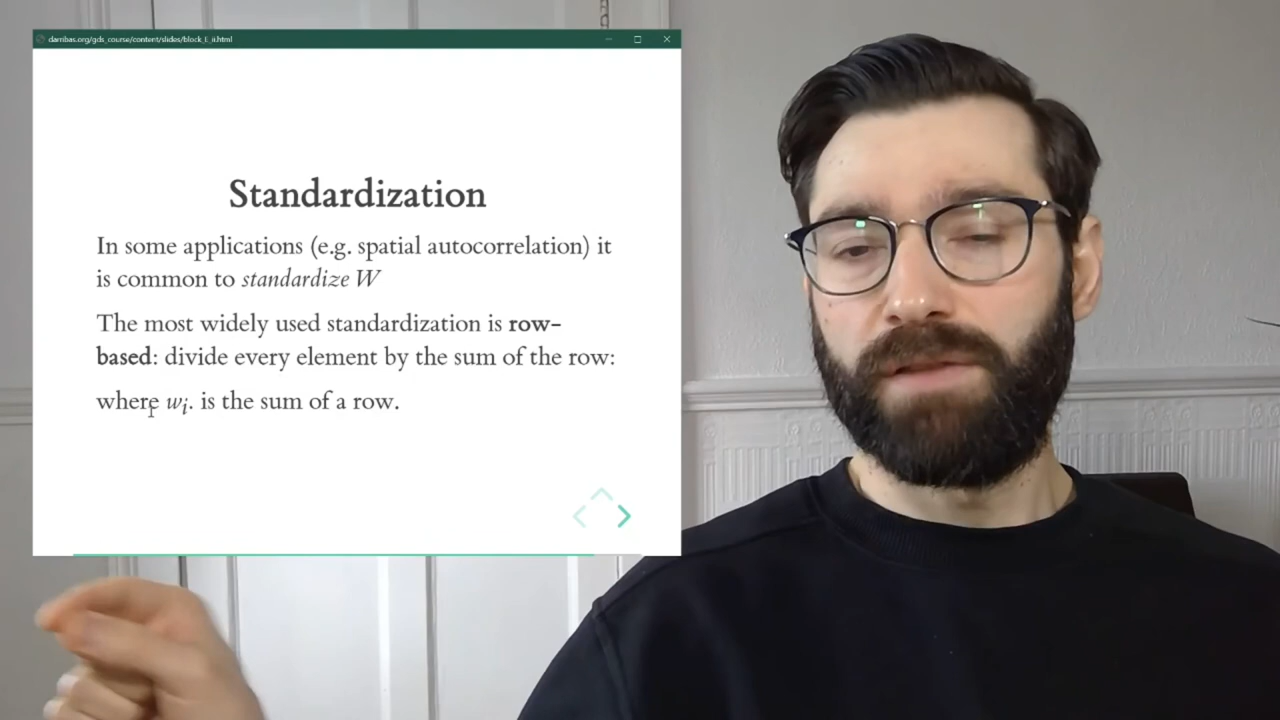 darribas.org/gds_course/content/slides/block_E_ii.html
Standardization
In some applications (e.g. spatial autocorrelation) it
is common to standardize W
The most widely used standardization is row-
based: divide every element by the sum of the row:
where wi. is the sum of a row.